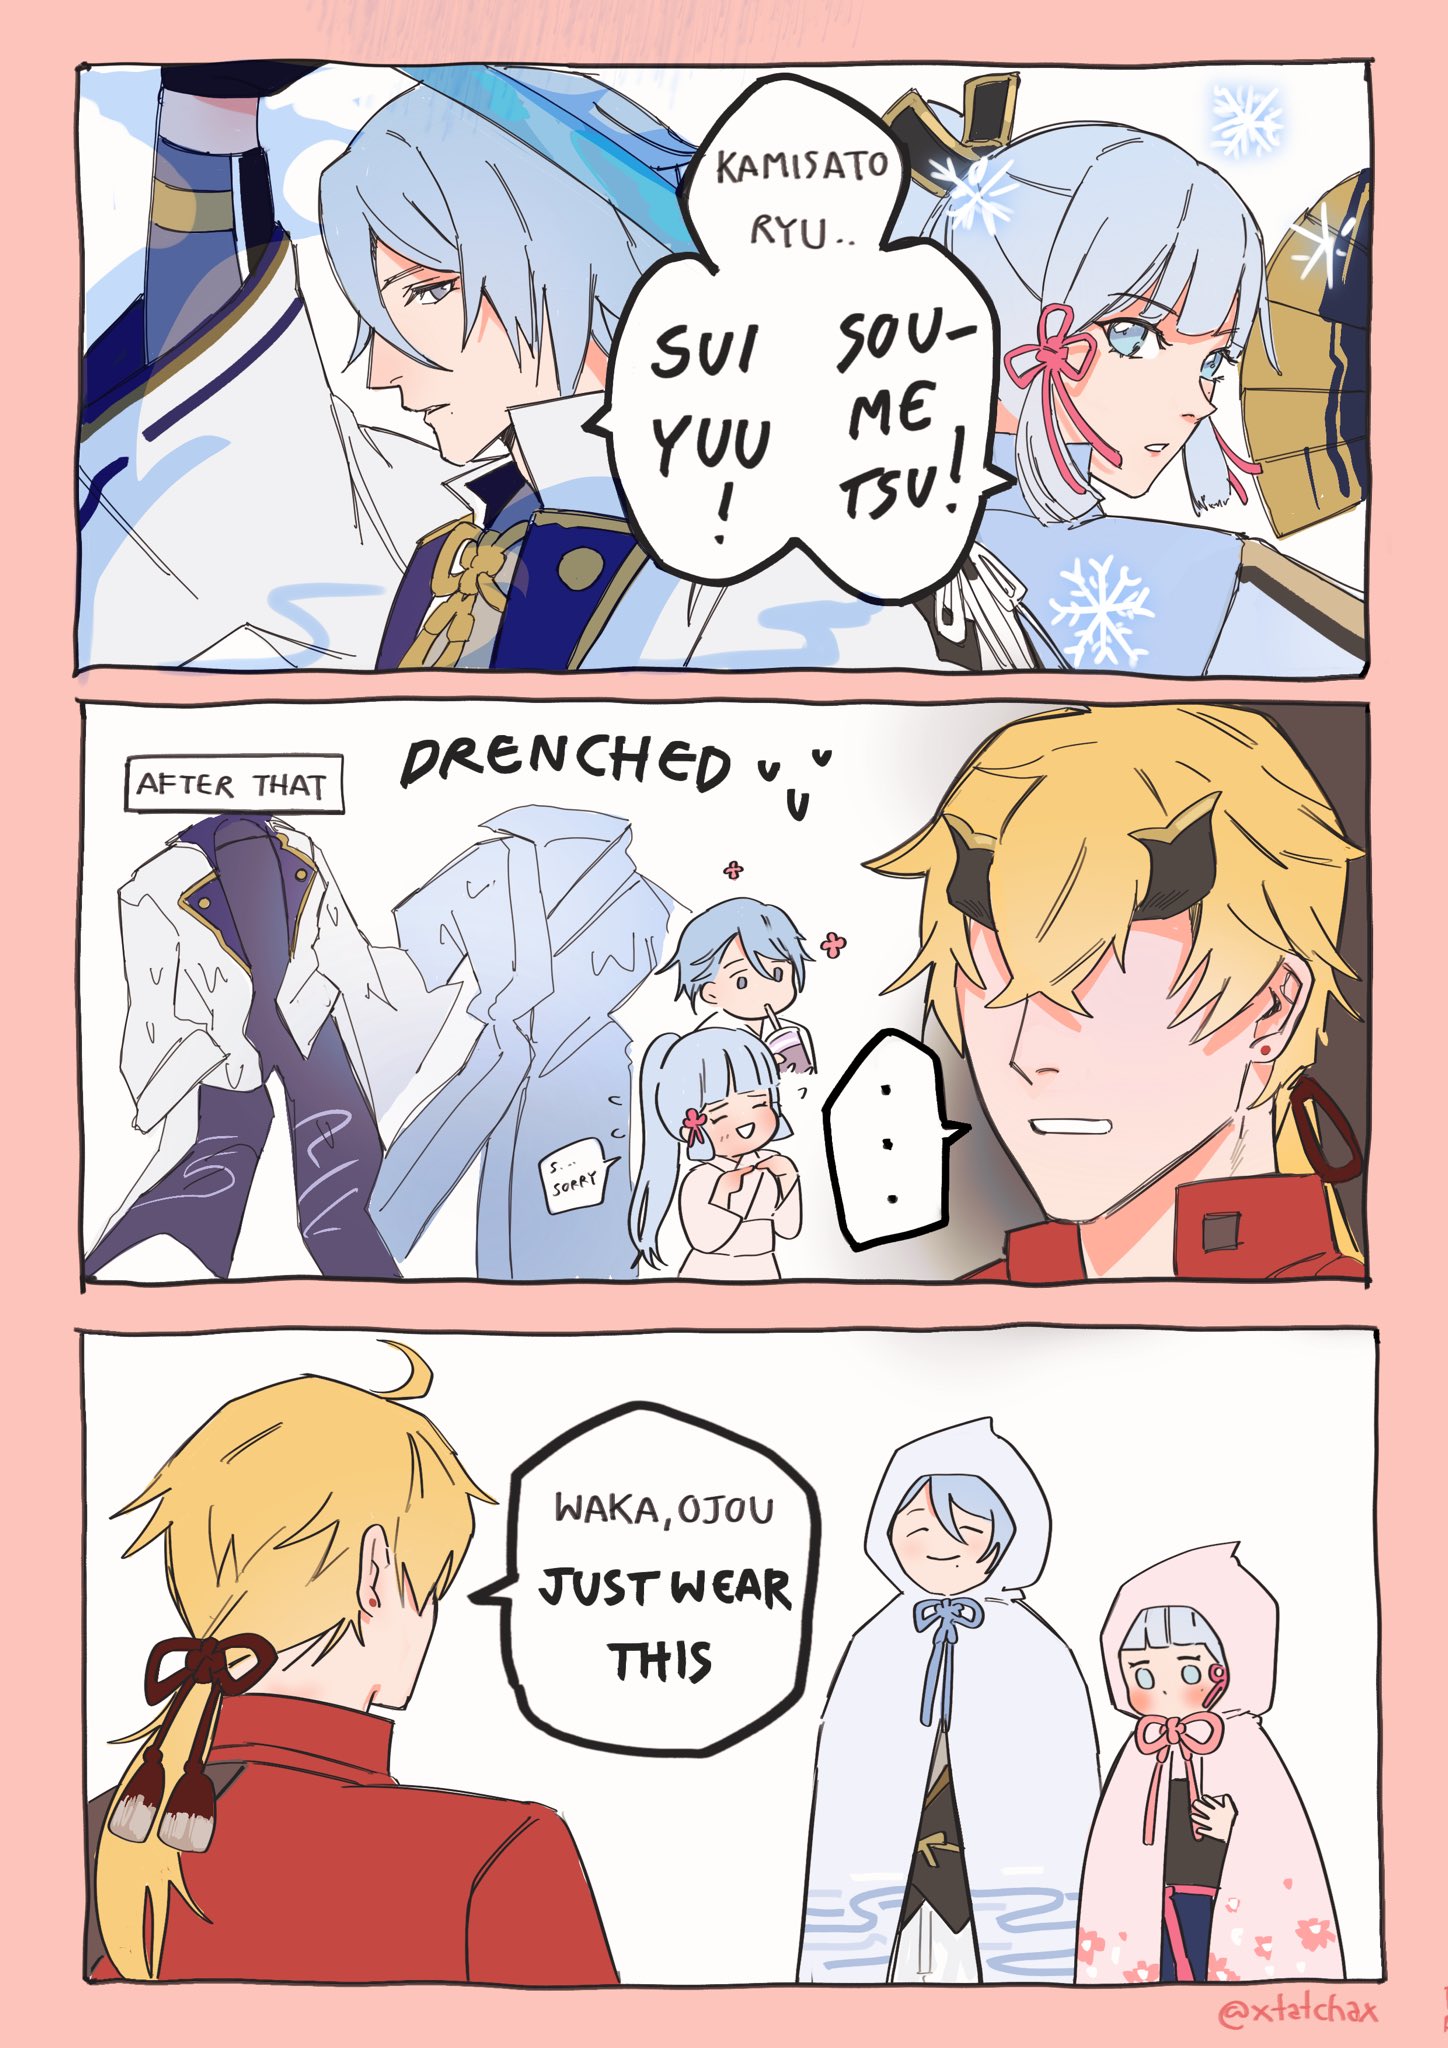 KAMISATO
RYU..
SUI
YUU
!
SOU-
ME
TSU!
AFTER THAT
DRENCHED
S...
SORRY
...
WAKA, OJOU
JUST WEAR
THIS
@xtatchax